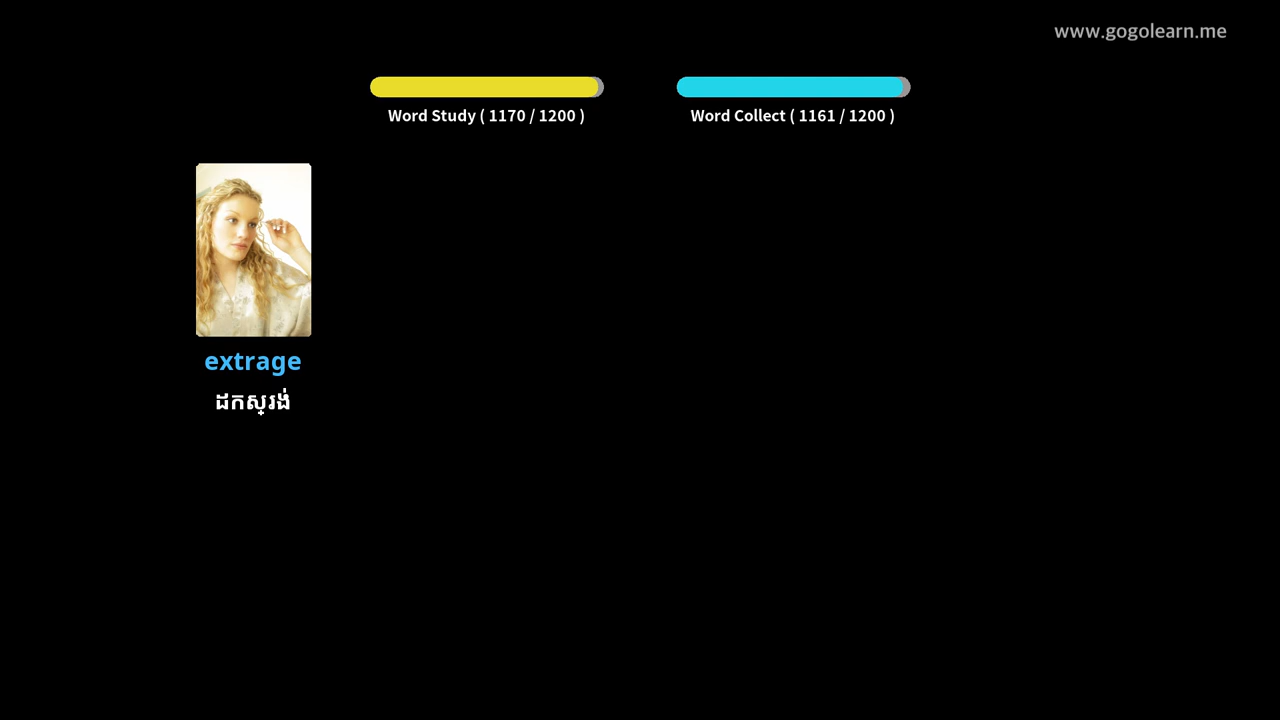 www.gogolearn.me
Word Study ( 1170 / 1200 )
Word Collect ( 1161 / 1200 )
extrage
ដកស្រង់